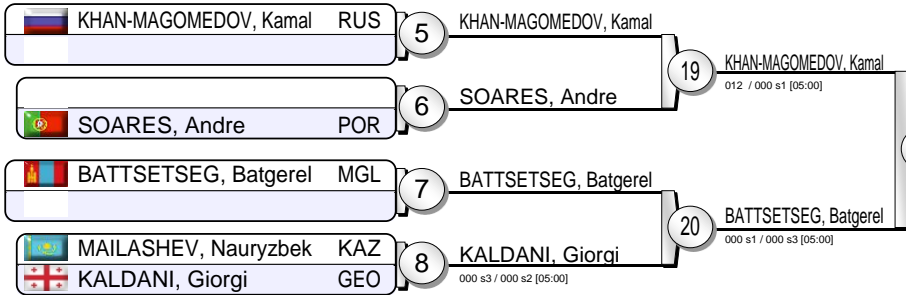 KHAN-MAGOMEDOV, Kamal RUS
5
KHAN-MAGOMEDOV, Kamal
19
KHAN-MAGOMEDOV, Kamal
012 / 000 s1 [05:00]
6
SOARES, Andre
SOARES, Andre POR
BATTSETSEG, Batgerel MGL
7
BATTSETSEG, Batgerel
20
BATTSETSEG, Batgerel
000 s1 / 000 s3 [05:00]
MAILASHEV, Nauryzbek KAZ
8
KALDANI, Giorgi
000 s3 / 000 s2 [05:00]
KALDANI, Giorgi GEO